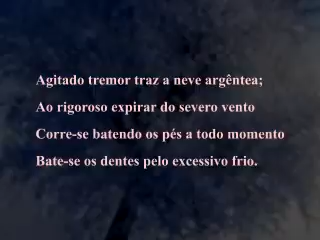 Agitado tremor traz a neve argêntea;
Ao rigoroso expirar do severo vento
Corre-se batendo os pés a todo momento
Bate-se os dentes pelo excessivo frio.